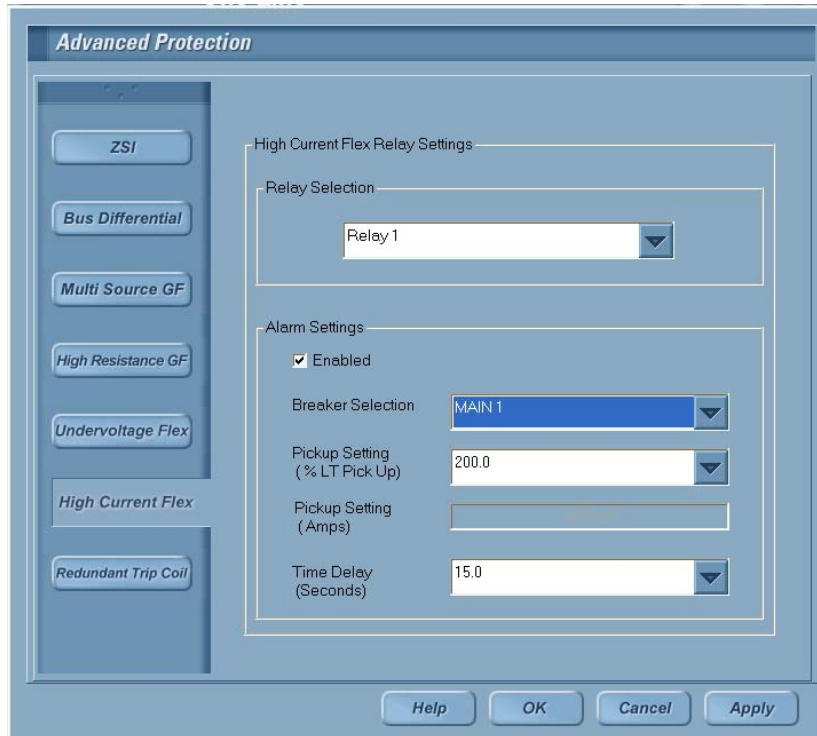 Advanced Protection
ZSI
Bus Differential
Multi Source GF
High Resistance GF
Undervoltage Flex
High Current Flex
Redundant Trip Coil
High Current Flex Relay Settings
Relay Selection
Relay 1
Alarm Settings
Enabled
Breaker Selection
MAIN 1
Pickup Setting
(% LT Pick Up)
200.0
Pickup Setting
(Amps)
Time Delay
(Seconds)
15.0
Help
OK
Cancel
Apply